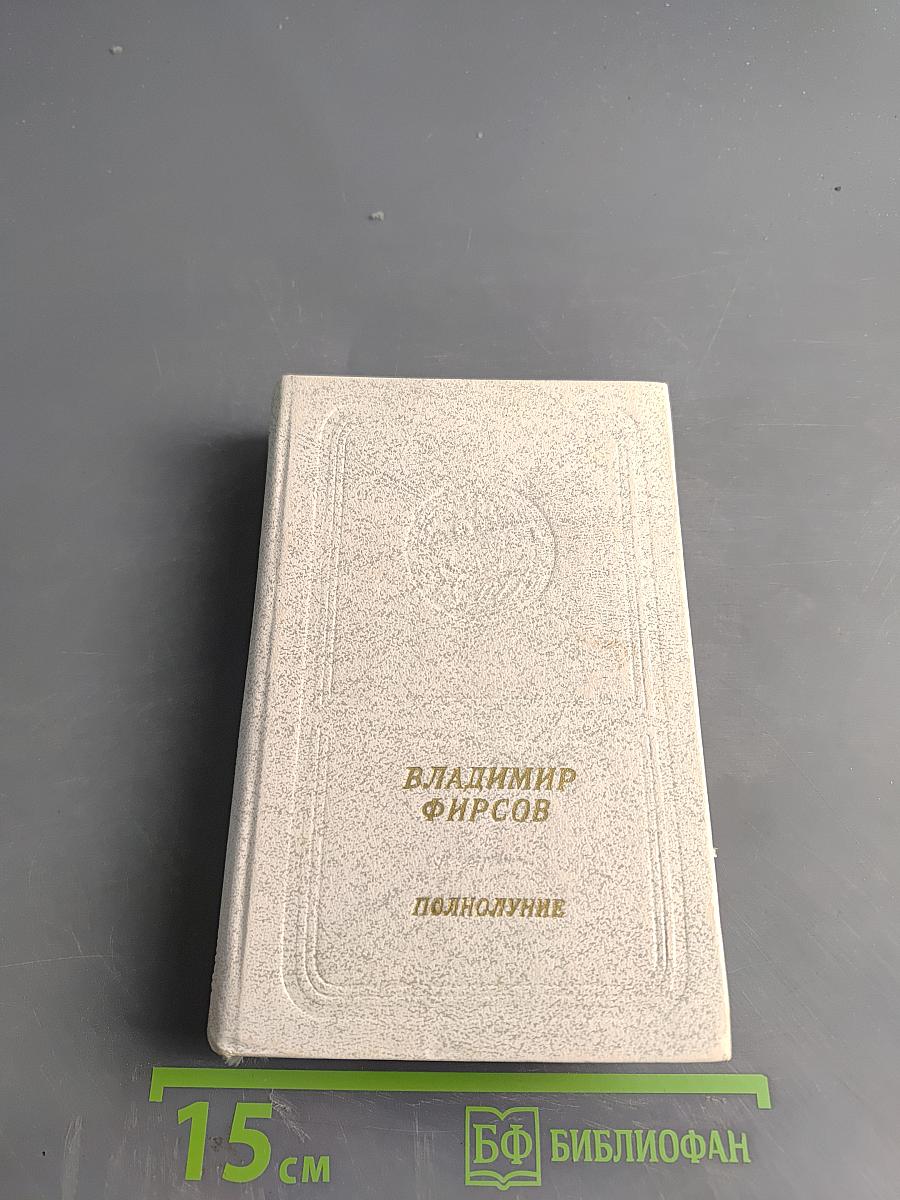 ВЛАДИМИР
ФИРСОВ
ПОЛНОЛУНИЕ
15 см
БФ БИБЛИОФАН